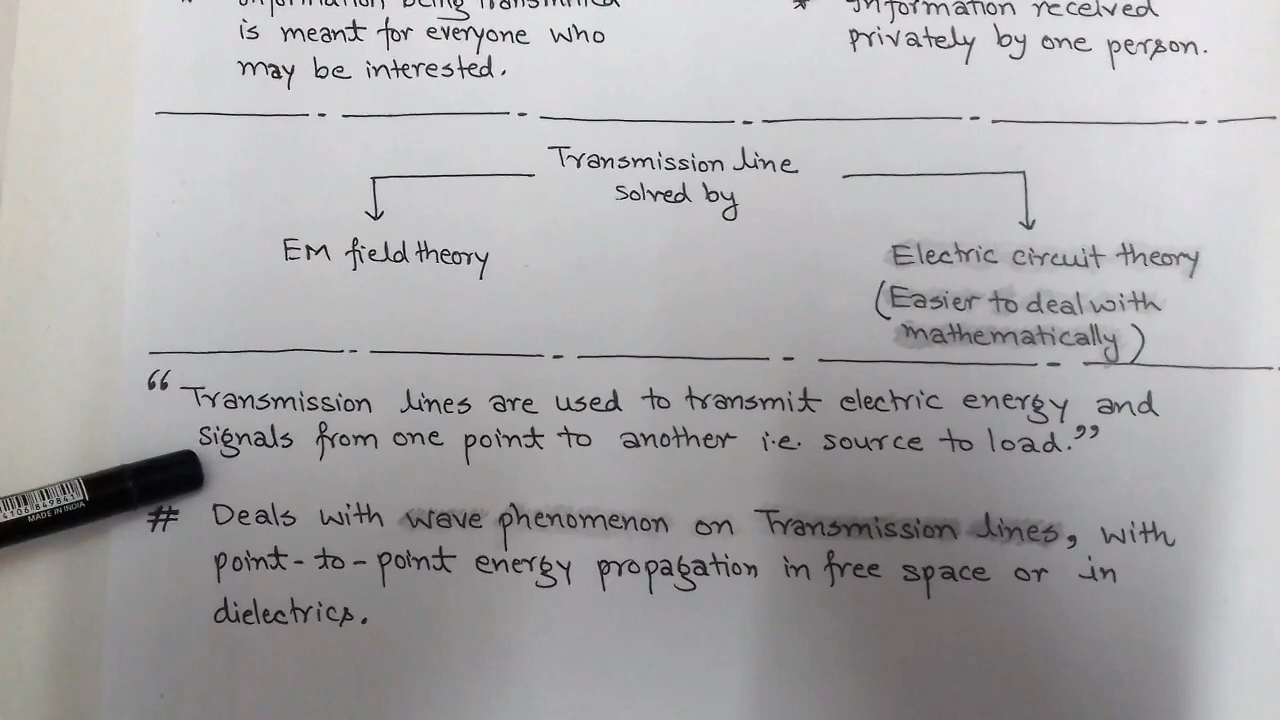 Information being transmitted
is meant for everyone who
may be interested.
* Information received
privately by one person.
Transmission line
solved by
EM field theory
Electric circuit theory
(Easier to deal with
mathematically)
“Transmission lines are used to transmit electric energy and
signals from one point to another i.e. source to load.”
# Deals with wave phenomenon on Transmission lines, with
point-to-point energy propagation in free space or in
dielectrics.
MADE IN INDIA